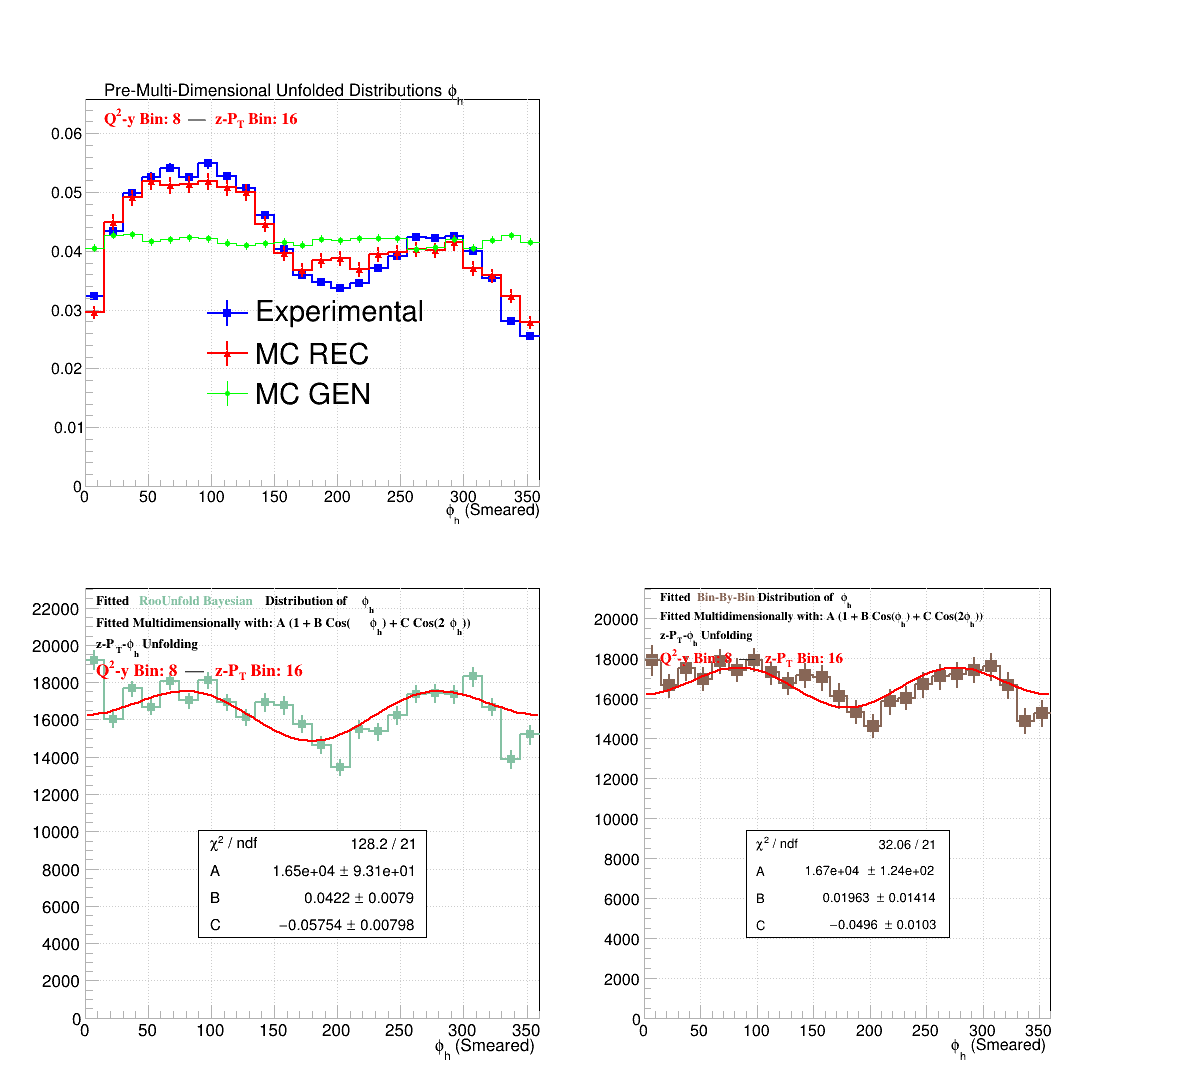 Pre-Multi-Dimensional Unfolded Distributions ϕh
Q2-y Bin: 8 — z-PT Bin: 16
0.06
0.05
0.04
0.03
0.02
0.01
0
Experimental
MC REC
MC GEN
0 50 100 150 200 250 300 350
ϕh (Smeared)
Fitted RooUnfold Bayesian Distribution of ϕh
Fitted Multidimensionally with: A (1 + B Cos( ϕh) + C Cos(2 ϕh))
z-PT-ϕh Unfolding
Q2-y Bin: 8 — z-PT Bin: 16
22000
20000
18000
16000
14000
12000
10000
8000
6000
4000
2000
0
χ2 / ndf 128.2 / 21
A 1.65e+04 ± 9.31e+01
B 0.0422 ± 0.0079
C −0.05754 ± 0.00798
0 50 100 150 200 250 300 350
ϕh (Smeared)
Fitted Bin-By-Bin Distribution of ϕh
Fitted Multidimensionally with: A (1 + B Cos(ϕh) + C Cos(2ϕh))
z-PT-ϕh Unfolding
Q2-y Bin: 8 — z-PT Bin: 16
20000
18000
16000
14000
12000
10000
8000
6000
4000
2000
0
χ2 / ndf 32.06 / 21
A 1.67e+04 ± 1.24e+02
B 0.01963 ± 0.01414
C −0.0496 ± 0.0103
0 50 100 150 200 250 300 350
ϕh (Smeared)